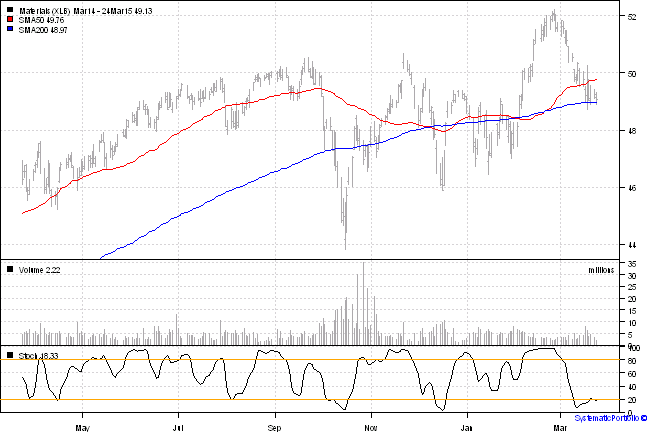 Materials (XLB) Mar14 - 24Mar15 49.13
SMA50 49.76
SMA200 48.97
52
50
48
46
44
Volume 2.22
millions
35
30
25
20
15
10
5
Stoch 18.33
100
80
60
40
20
0
May
Jul
Sep
Nov
Jan
Mar
SystematicPortfolio ©